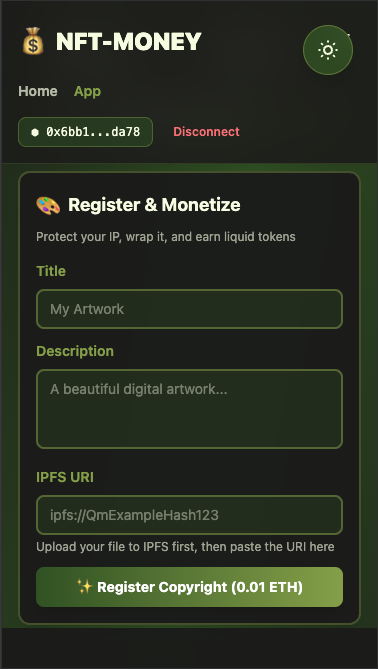 💰 NFT-MONEY
Home App
0x6bb1...da78 Disconnect
🎨 Register & Monetize
Protect your IP, wrap it, and earn liquid tokens
Title
My Artwork
Description
A beautiful digital artwork...
IPFS URI
ipfs://QmExampleHash123
Upload your file to IPFS first, then paste the URI here
✨ Register Copyright (0.01 ETH)